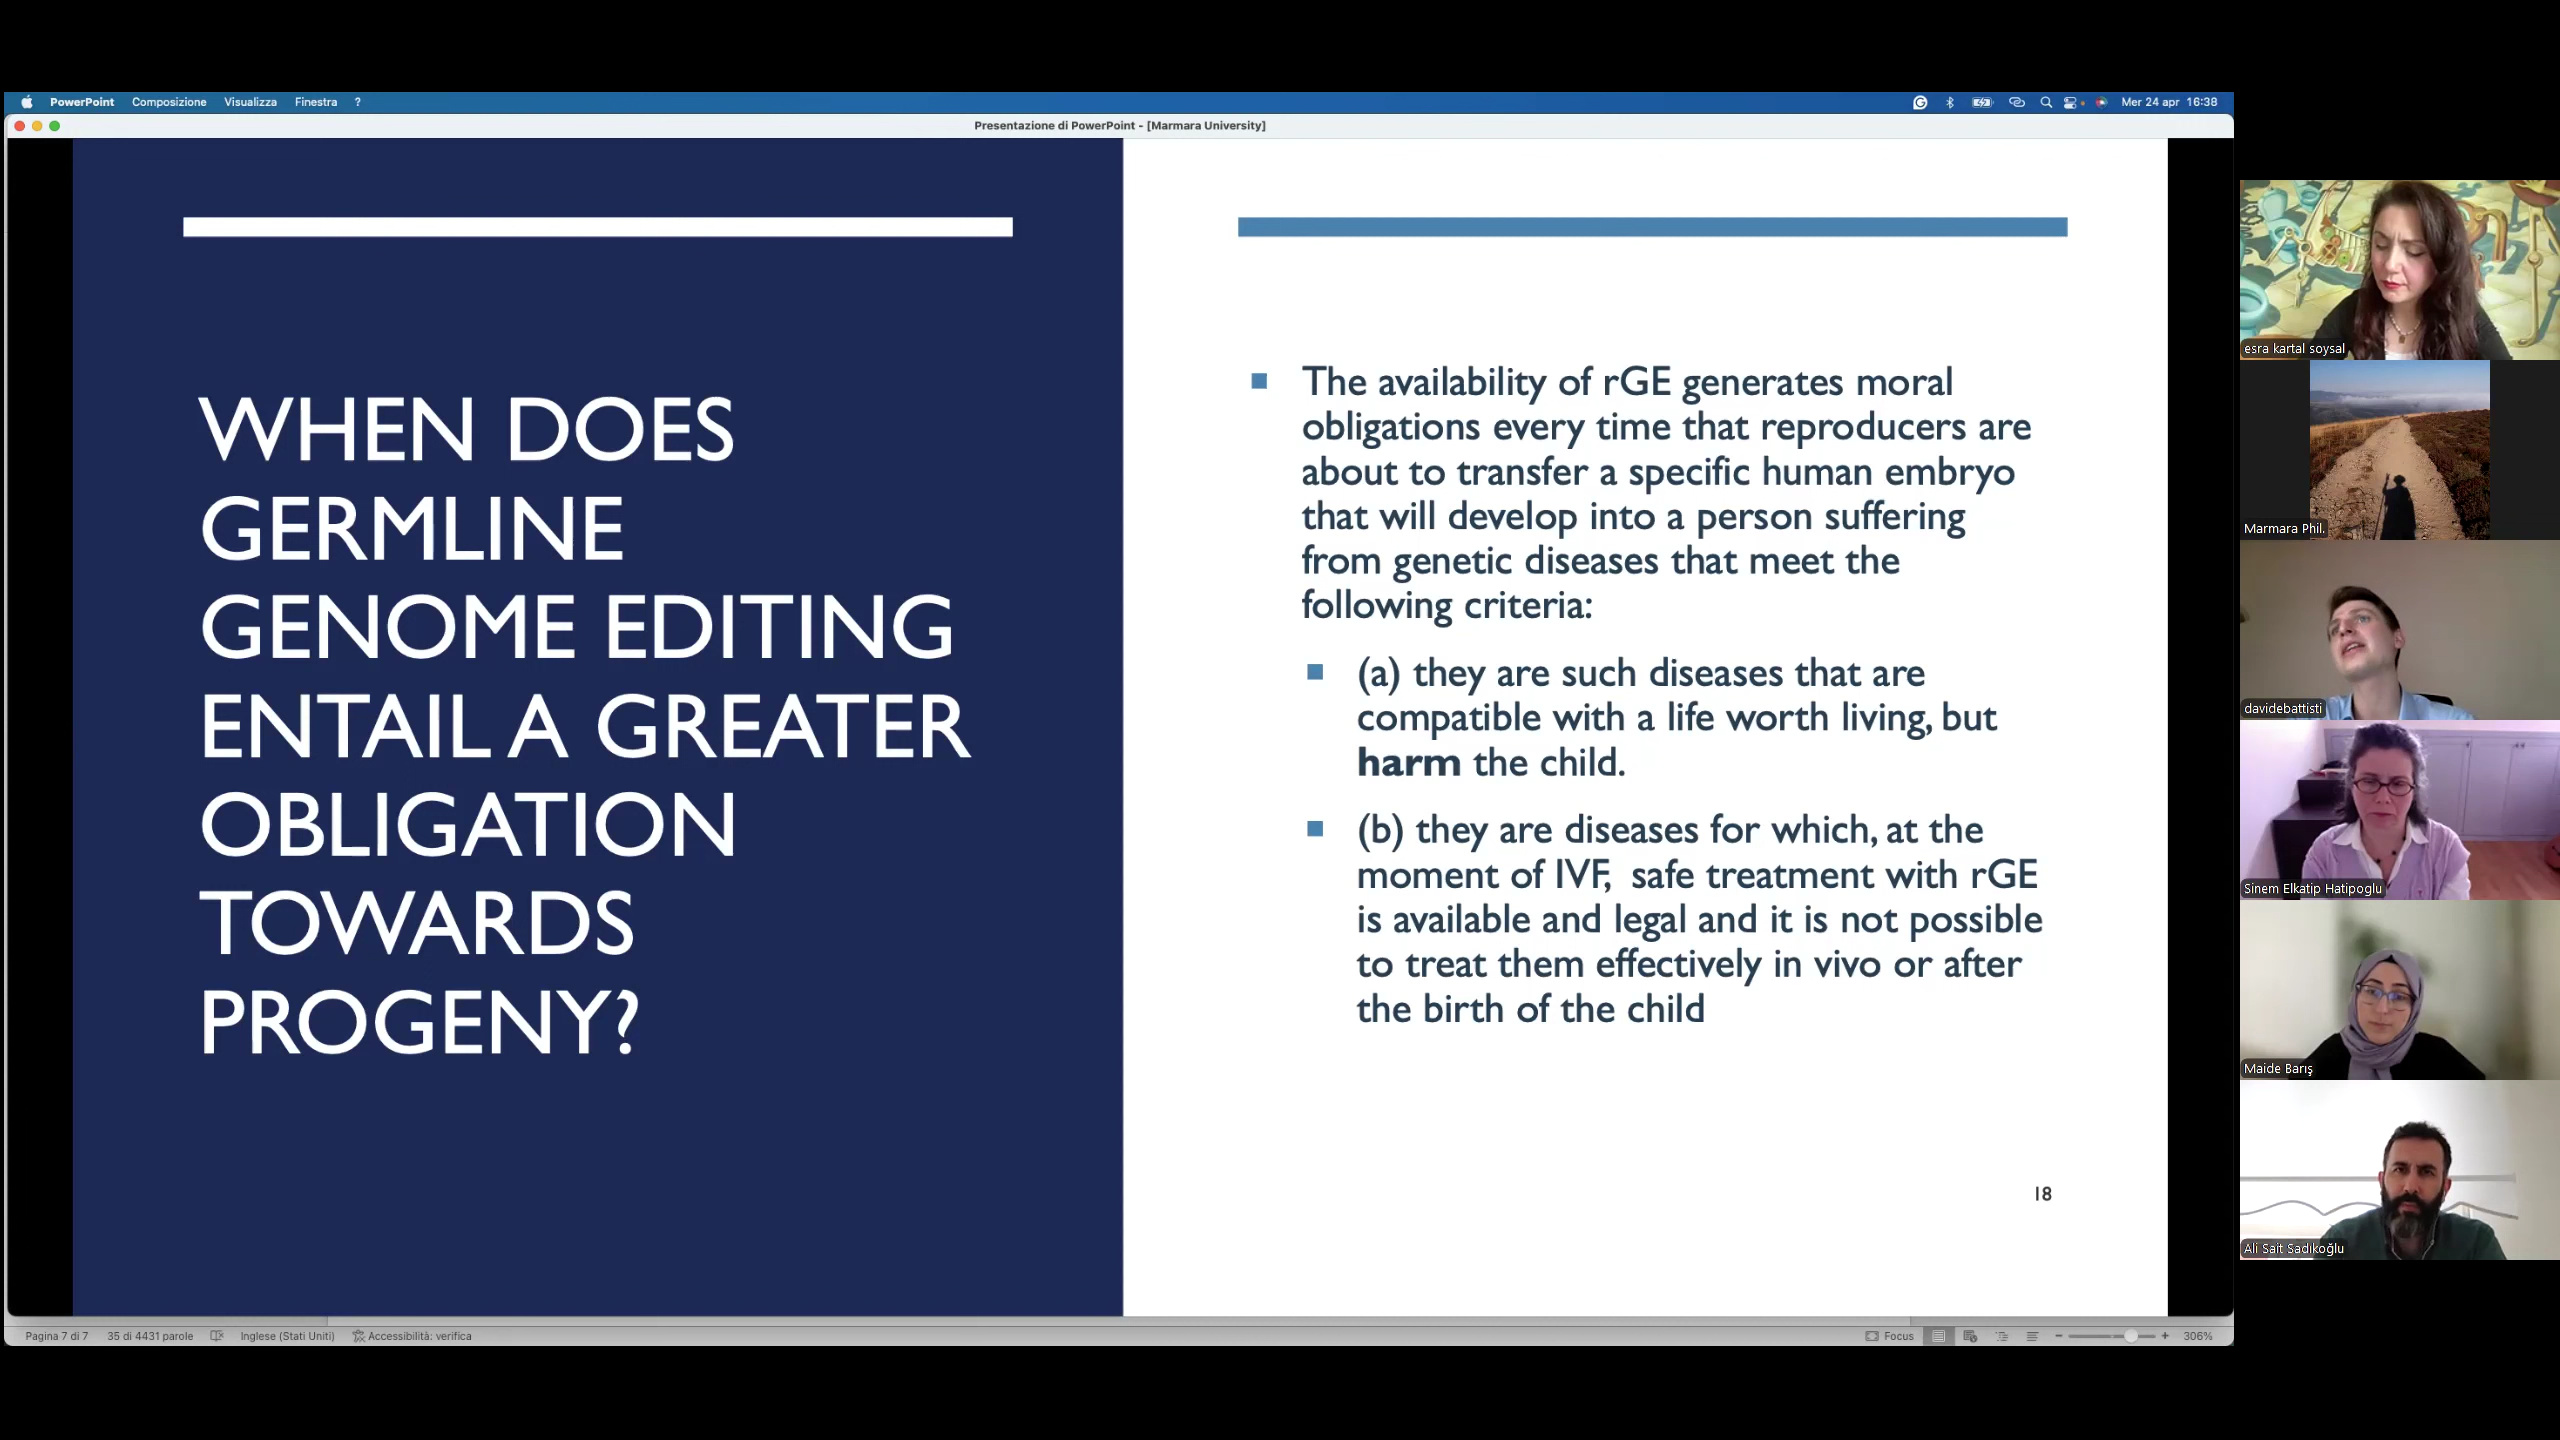 PowerPoint Composizione Visualizza Finestra ?
Mer 24 apr 16:38
Presentazione di PowerPoint - [Marmara University]
WHEN DOES
GERMLINE
GENOME EDITING
ENTAIL A GREATER
OBLIGATION
TOWARDS
PROGENY?
The availability of rGE generates moral
obligations every time that reproducers are
about to transfer a specific human embryo
that will develop into a person suffering
from genetic diseases that meet the
following criteria:
(a) they are such diseases that are
compatible with a life worth living, but
harm the child.
(b) they are diseases for which, at the
moment of IVF, safe treatment with rGE
is available and legal and it is not possible
to treat them effectively in vivo or after
the birth of the child
18
esra kartal soysal
Marmara Phil.
davidebattisti
Sinem Elkatip Hatipoglu
Maide Barış
Ali Sait Sadıkoğlu
Pagina 7 di 7 35 di 4431 parole Inglese (Stati Uniti) Accessibilità: verifica
Focus
306%